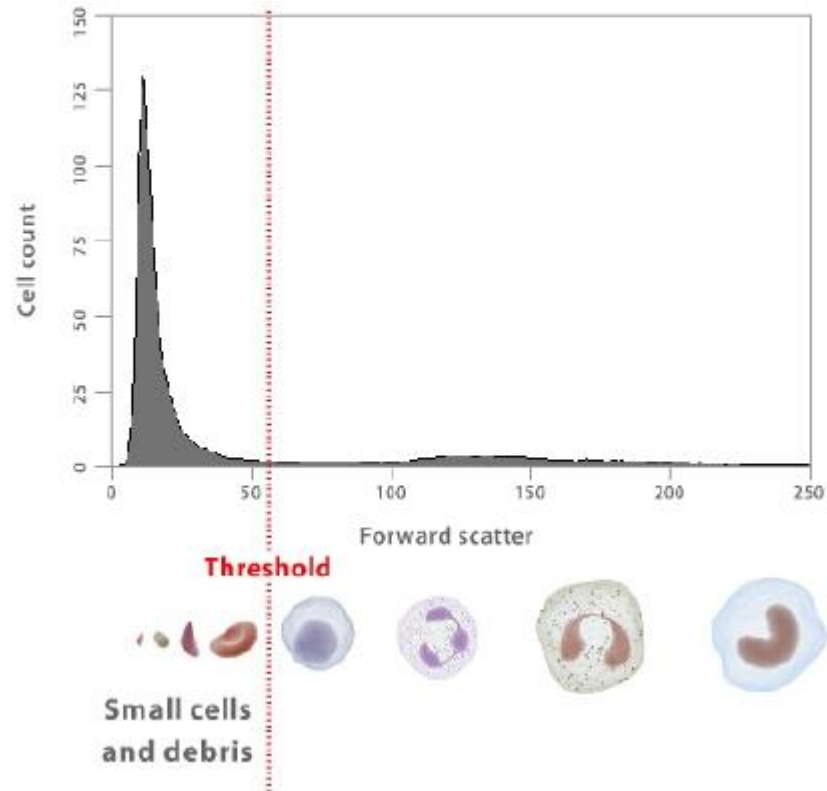 150
125
100
75
50
25
0
Cell count
0 50 100 150 200 250
Forward scatter
Threshold
Small cells
and debris